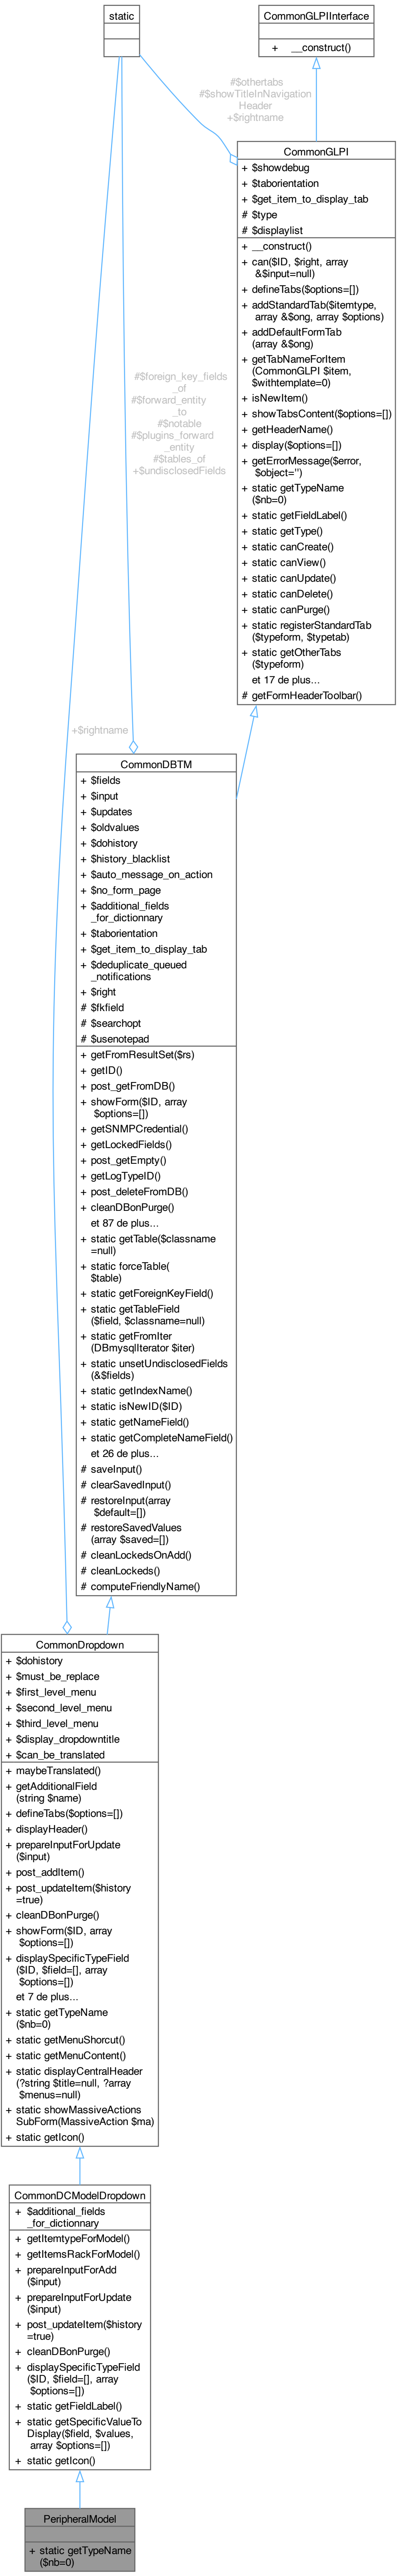 static
CommonGLPIInterface
+ __construct()
#$othertabs
#$showTitleInNavigation
Header
+$rightname
CommonGLPI
+ $showdebug
+ $taborientation
+ $get_item_to_display_tab
# $type
# $displaylist
+ __construct()
+ can($ID, $right, array
&$input=null)
+ defineTabs($options=[])
+ addStandardTab($itemtype,
array &$ong, array $options)
+ addDefaultFormTab
(array &$ong)
+ getTabNameForItem
(CommonGLPI $item,
$withtemplate=0)
+ isNewItem()
+ showTabsContent($options=[])
+ getHeaderName()
+ display($options=[])
+ getErrorMessage($error,
$object='')
+ static getTypeName
($nb=0)
+ static getFieldLabel()
+ static getType()
+ static canCreate()
+ static canView()
+ static canUpdate()
+ static canDelete()
+ static canPurge()
+ static registerStandardTab
($typeform, $typetab)
+ static getOtherTabs
($typeform)
et 17 de plus...
# getFormHeaderToolbar()
#$foreign_key_fields
_of
#$forward_entity
_to
#$notable
#$plugins_forward
_entity
#$tables_of
+$undisclosedFields
+$rightname
CommonDBTM
+ $fields
+ $input
+ $updates
+ $oldvalues
+ $dohistory
+ $history_blacklist
+ $auto_message_on_action
+ $no_form_page
+ $additional_fields
_for_dictionnary
+ $taborientation
+ $get_item_to_display_tab
+ $deduplicate_queued
_notifications
+ $right
# $fkfield
# $searchopt
# $usenotepad
+ getFromResultSet($rs)
+ getID()
+ post_getFromDB()
+ showForm($ID, array
$options=[])
+ getSNMPCredential()
+ getLockedFields()
+ post_getEmpty()
+ getLogTypeID()
+ post_deleteFromDB()
+ cleanDBonPurge()
et 87 de plus...
+ static getTable($classname
=null)
+ static forceTable(
$table)
+ static getForeignKeyField()
+ static getTableField
($field, $classname=null)
+ static getFromIter
(DBmysqlIterator $iter)
+ static unsetUndisclosedFields
(&$fields)
+ static getIndexName()
+ static isNewID($ID)
+ static getNameField()
+ static getCompleteNameField()
et 26 de plus...
# saveInput()
# clearSavedInput()
# restoreInput(array
$default=[])
# restoreSavedValues
(array $saved=[])
# cleanLockedsOnAdd()
# cleanLockeds()
# computeFriendlyName()
CommonDropdown
+ $dohistory
+ $must_be_replace
+ $first_level_menu
+ $second_level_menu
+ $third_level_menu
+ $display_dropdowntitle
+ $can_be_translated
+ maybeTranslated()
+ getAdditionalField
(string $name)
+ defineTabs($options=[])
+ displayHeader()
+ prepareInputForUpdate
($input)
+ post_addItem()
+ post_updateItem($history
=true)
+ cleanDBonPurge()
+ showForm($ID, array
$options=[])
+ displaySpecificTypeField
($ID, $field=[], array
$options=[])
et 7 de plus...
+ static getTypeName
($nb=0)
+ static getMenuShorcut()
+ static getMenuContent()
+ static displayCentralHeader
(?string $title=null, ?array
$menus=null)
+ static showMassiveActions
SubForm(MassiveAction $ma)
+ static getIcon()
CommonDCModelDropdown
+ $additional_fields
_for_dictionnary
+ getItemtypeForModel()
+ getItemsRackForModel()
+ prepareInputForAdd
($input)
+ prepareInputForUpdate
($input)
+ post_updateItem($history
=true)
+ cleanDBonPurge()
+ displaySpecificTypeField
($ID, $field=[], array
$options=[])
+ static getFieldLabel()
+ static getSpecificValueTo
Display($field, $values,
array $options=[])
+ static getIcon()
PeripheralModel
+ static getTypeName
($nb=0)